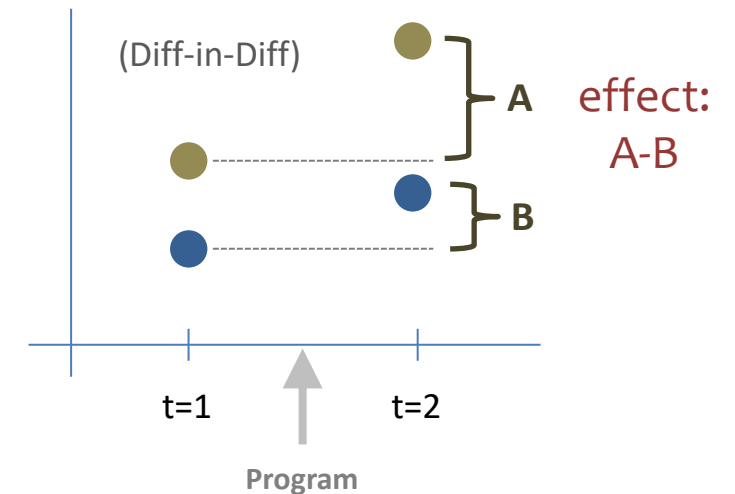 (Diff-in-Diff)
A
effect:
A-B
B
t=1
t=2
Program